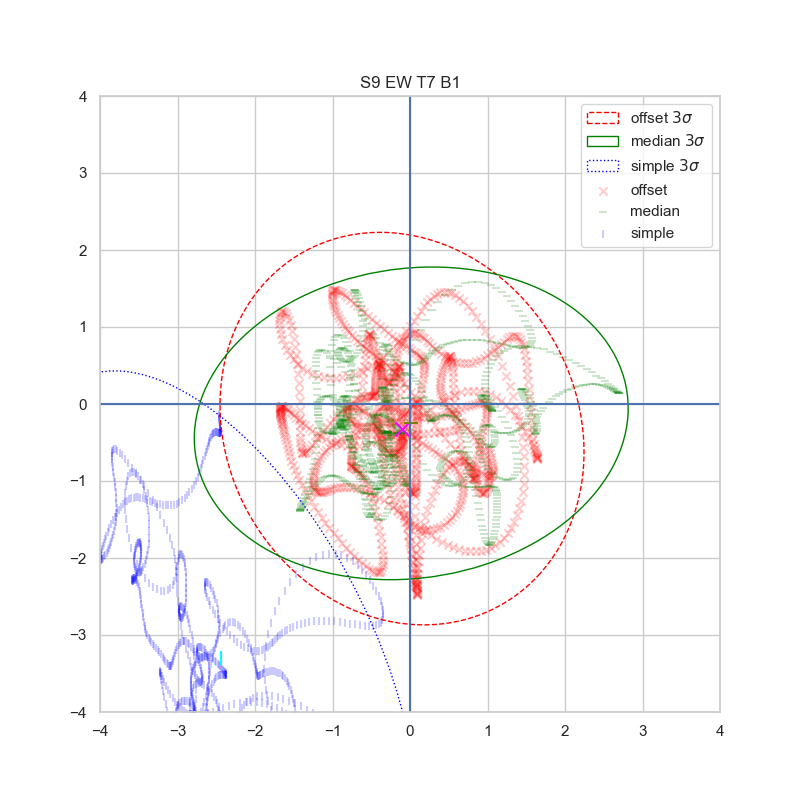 S9 EW T7 B1
offset 3σ
median 3σ
simple 3σ
offset
median
simple
4
3
2
1
0
−1
−2
−3
−4
−4 −3 −2 −1 0 1 2 3 4